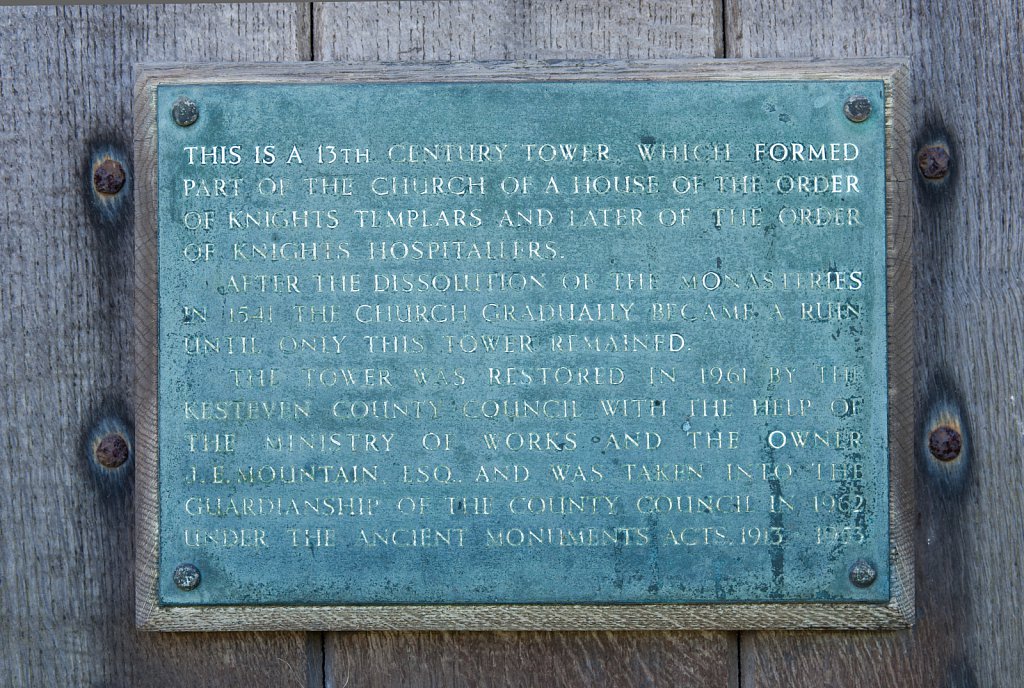 THIS IS A 13TH CENTURY TOWER, WHICH FORMED
PART OF THE CHURCH OF A HOUSE OF THE ORDER
OF KNIGHTS TEMPLARS AND LATER OF THE ORDER
OF KNIGHTS HOSPITALLERS.
AFTER THE DISSOLUTION OF THE MONASTERIES
IN 1541 THE CHURCH GRADUALLY BECAME A RUIN
UNTIL ONLY THIS TOWER REMAINED.
THE TOWER WAS RESTORED IN 1961 BY THE
KESTEVEN COUNTY COUNCIL WITH THE HELP OF
THE MINISTRY OF WORKS AND THE OWNER
J.E. MOUNTAIN, ESQ., AND WAS TAKEN INTO THE
GUARDIANSHIP OF THE COUNTY COUNCIL IN 1962
UNDER THE ANCIENT MONUMENTS ACTS, 1913 - 1953